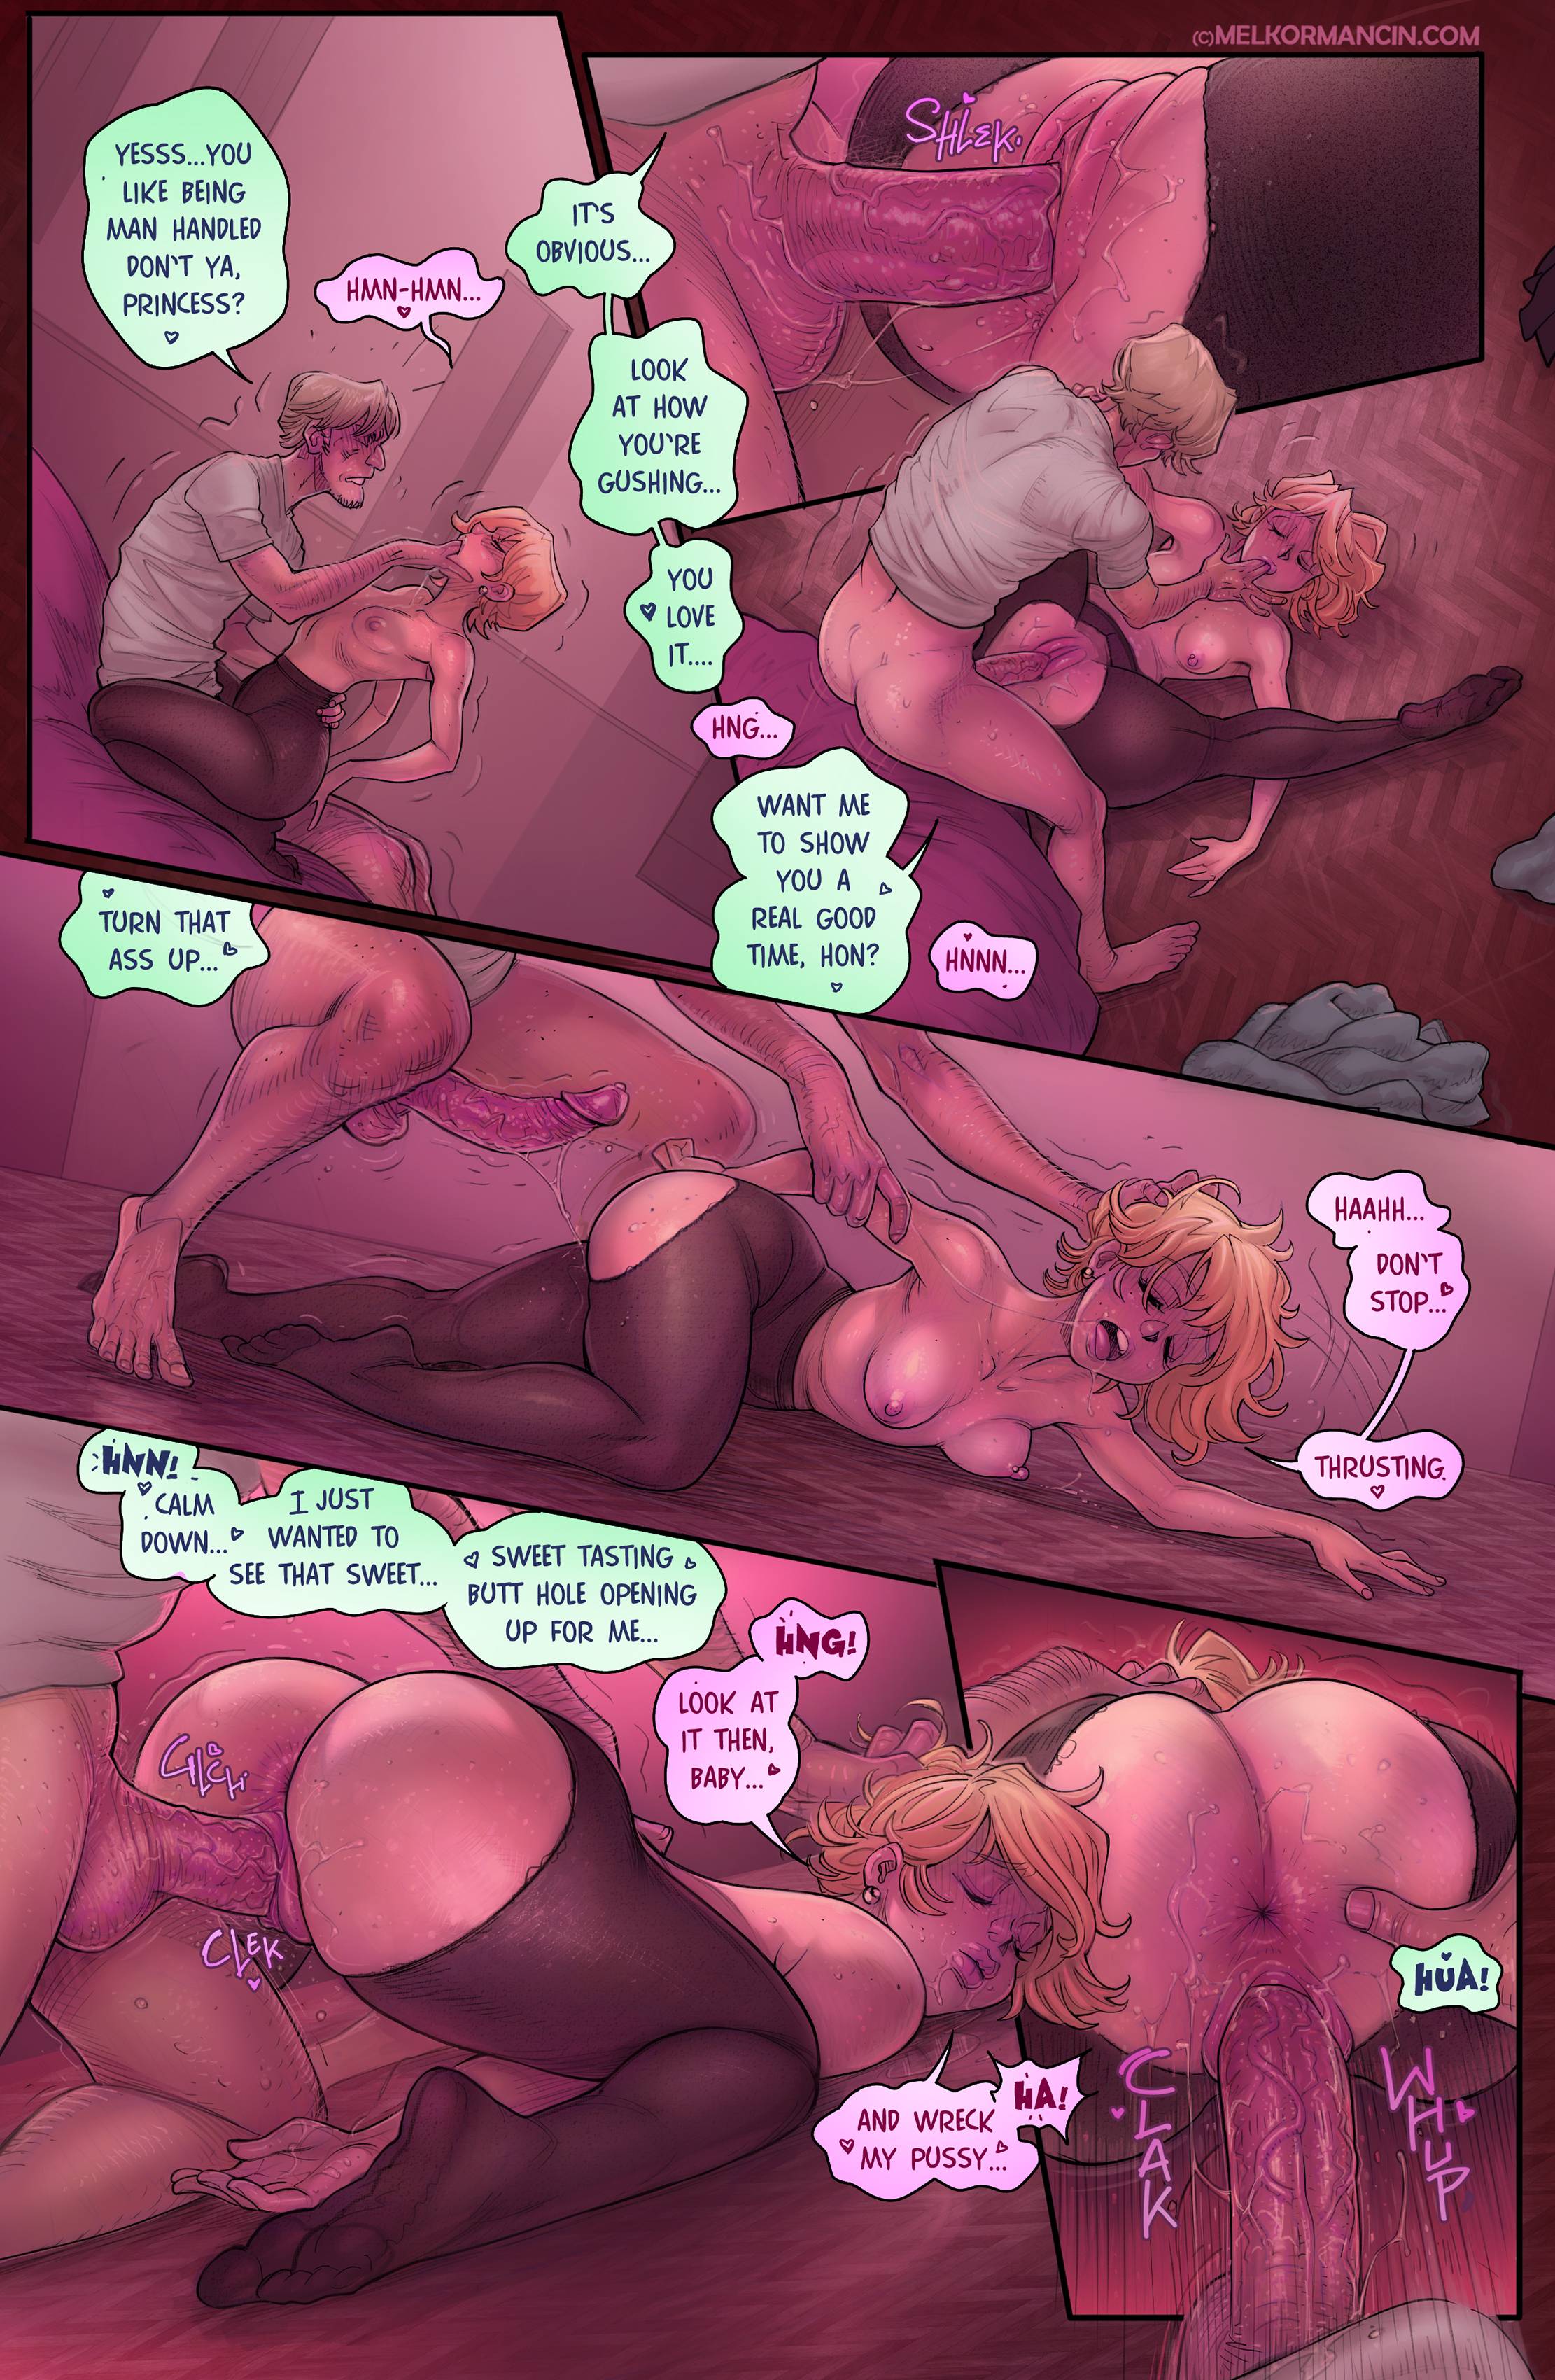 (C)MELKORMANCIN.COM
YESSS...YOU
LIKE BEING
MAN HANDLED
DON'T YA,
PRINCESS?
HMN-HMN...
SHLEK.
IT'S
OBVIOUS...
LOOK
AT HOW
YOU'RE
GUSHING...
YOU
LOVE
IT....
HNG...
WANT ME
TO SHOW
YOU A
REAL GOOD
TIME, HON?
HNNN...
TURN THAT
ASS UP...
HAAHH...
DON'T
STOP...
THRUSTING.
HNN!
CALM
DOWN...
I JUST
WANTED TO
SEE THAT SWEET...
SWEET TASTING
BUTT HOLE OPENING
UP FOR ME...
HNG!
LOOK AT
IT THEN,
BABY...
CLEK
AND WRECK
MY PUSSY...
HA!
HUA!
CLAK
WHUP